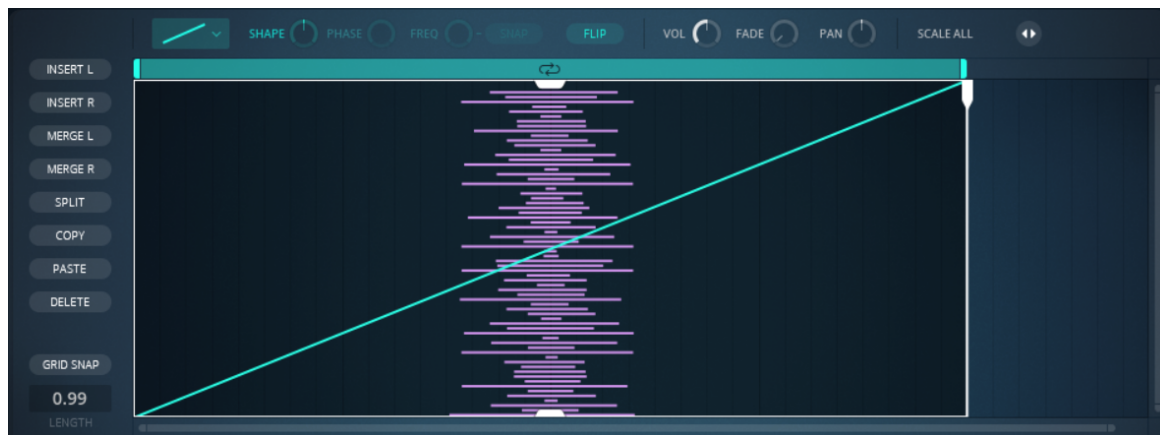 SHAPE PHASE FREQ SNAP FLIP VOL FADE PAN SCALE ALL
INSERT L
INSERT R
MERGE L
MERGE R
SPLIT
COPY
PASTE
DELETE
GRID SNAP
0.99
LENGTH